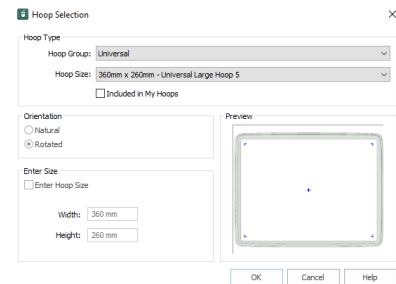 Hoop Selection
Hoop Type
Hoop Group: Universal
Hoop Size: 360mm x 260mm - Universal Large Hoop 5
Included in My Hoops
Orientation
Natural
Rotated
Enter Size
Enter Hoop Size
Width: 360 mm
Height: 260 mm
Preview
OK Cancel Help